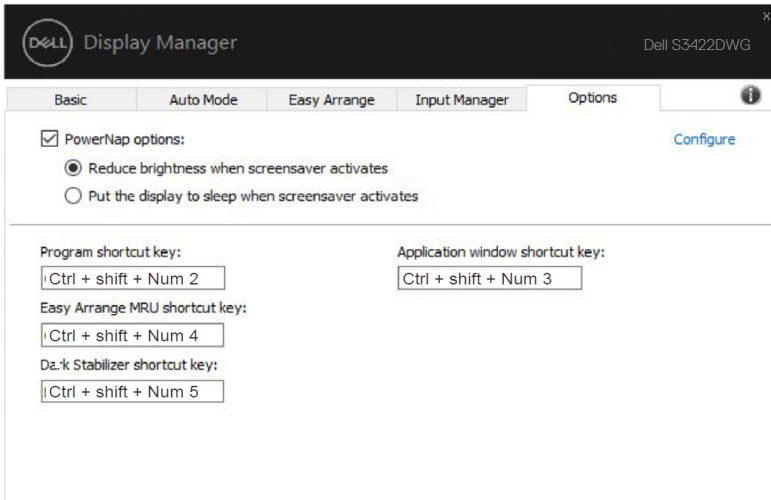 X
DELL Display Manager
Dell S3422DWG
Basic Auto Mode Easy Arrange Input Manager Options
PowerNap options:
Configure
Reduce brightness when screensaver activates
Put the display to sleep when screensaver activates
Program shortcut key:
Application window shortcut key:
Ctrl + shift + Num 2
Ctrl + shift + Num 3
Easy Arrange MRU shortcut key:
Ctrl + shift + Num 4
Dark Stabilizer shortcut key:
Ctrl + shift + Num 5